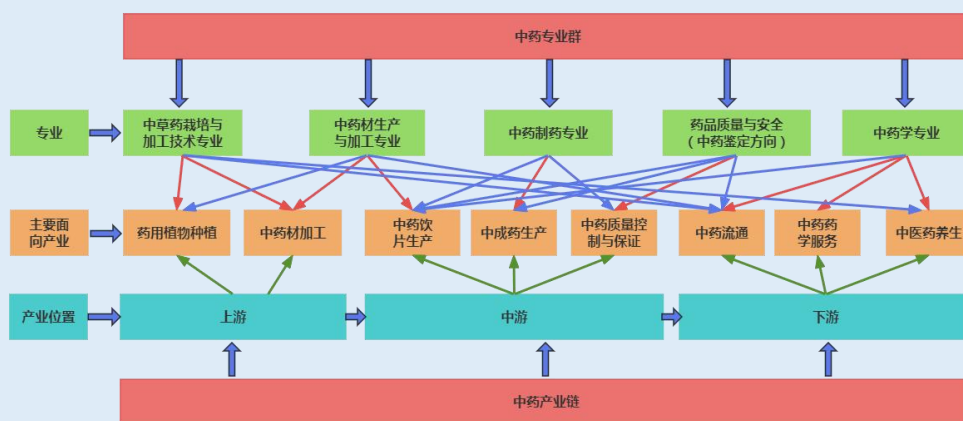 中药专业群
专业
中草药栽培与
加工技术专业
中药材生产
与加工专业
中药制药专业
药品质量与安全
（中药鉴定方向）
中药学专业
主要面
向产业
药用植物种植
中药材加工
中药饮
片生产
中成药生产
中药质量控
制与保证
中药流通
中药药
学服务
中医药养生
产业位置
上游
中游
下游
中药产业链